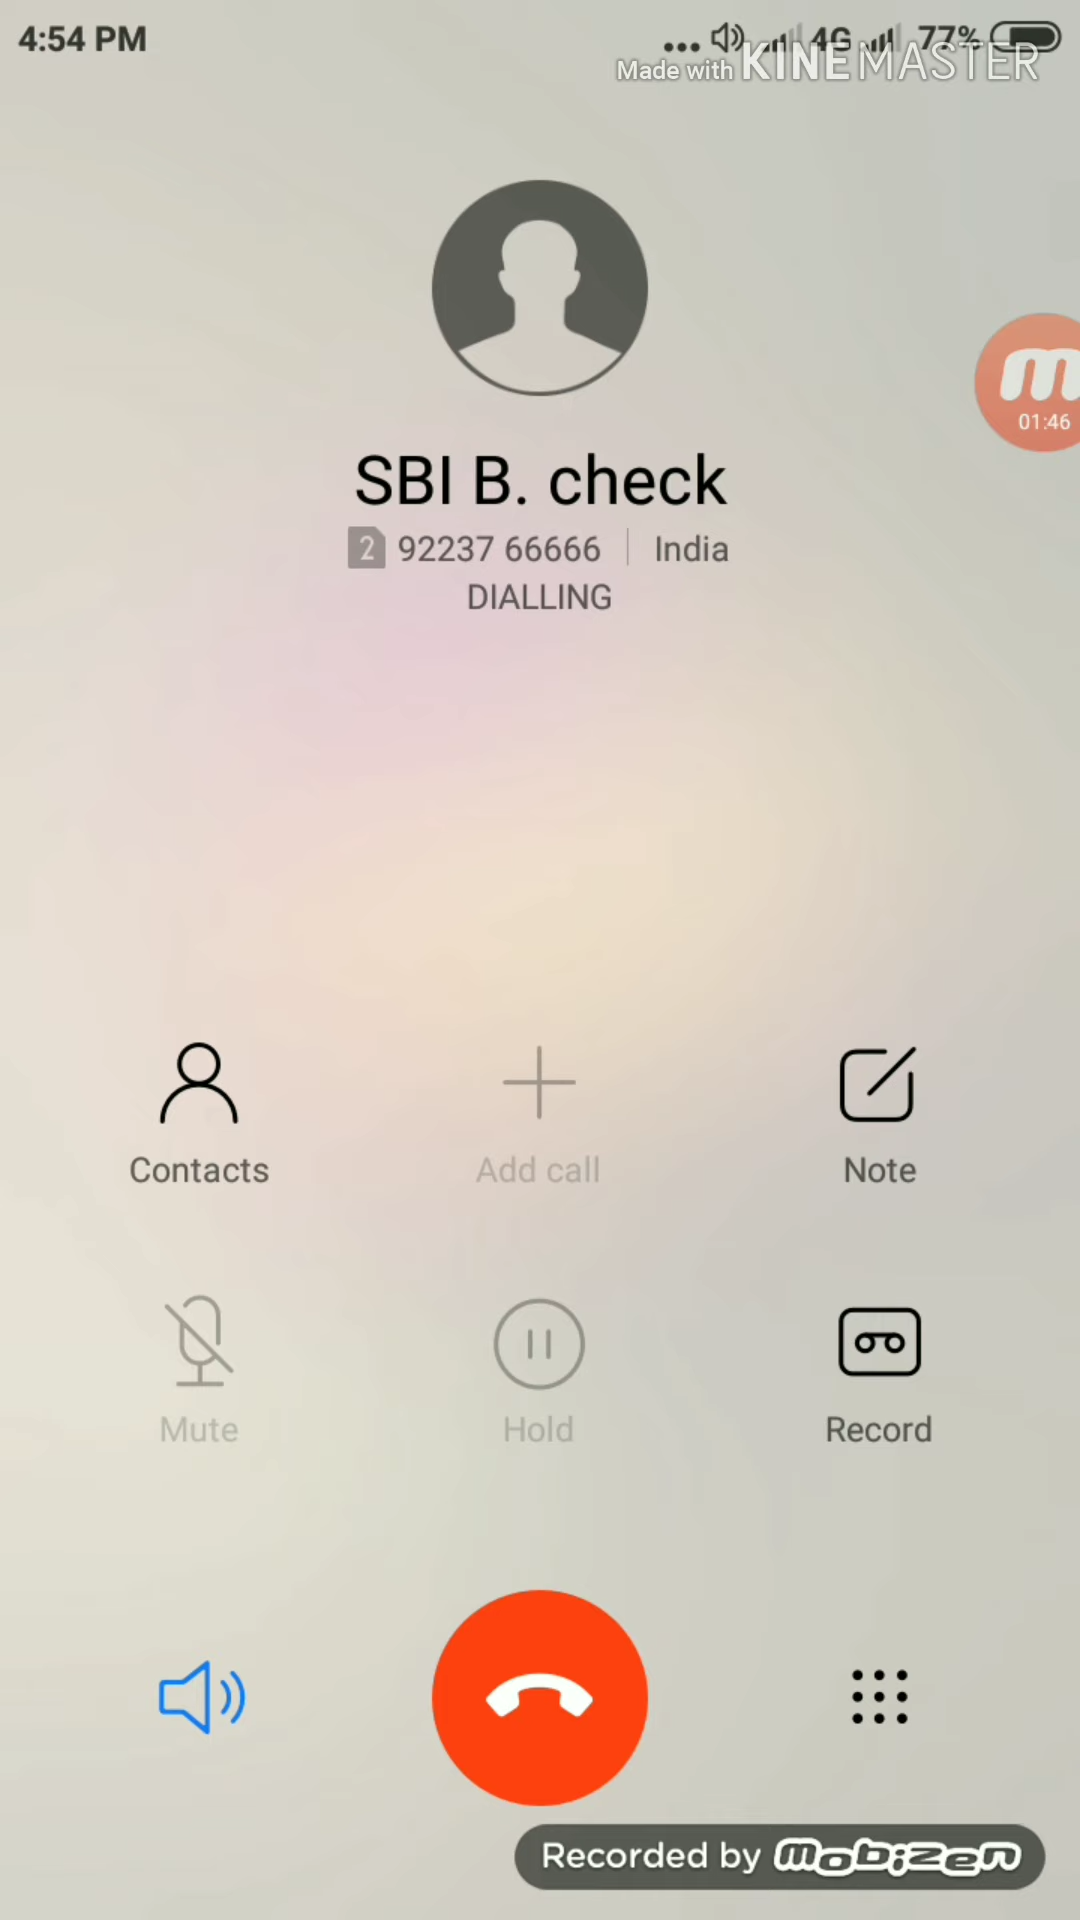 4:54 PM
4G 77%
Made with KINEMASTER
01:46
SBI B. check
2 92237 66666 India
DIALLING
Contacts Add call Note
Mute Hold Record
Recorded by mobizen